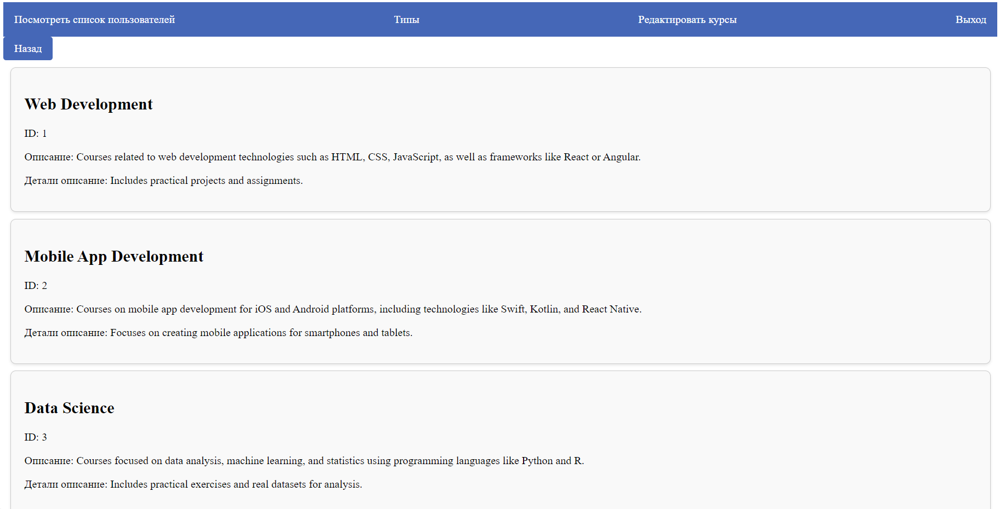 Посмотреть список пользователей Типы Редактировать курсы Выход
Назад
Web Development
ID: 1
Описание: Courses related to web development technologies such as HTML, CSS, JavaScript, as well as frameworks like React or Angular.
Детали описание: Includes practical projects and assignments.
Mobile App Development
ID: 2
Описание: Courses on mobile app development for iOS and Android platforms, including technologies like Swift, Kotlin, and React Native.
Детали описание: Focuses on creating mobile applications for smartphones and tablets.
Data Science
ID: 3
Описание: Courses focused on data analysis, machine learning, and statistics using programming languages like Python and R.
Детали описание: Includes practical exercises and real datasets for analysis.